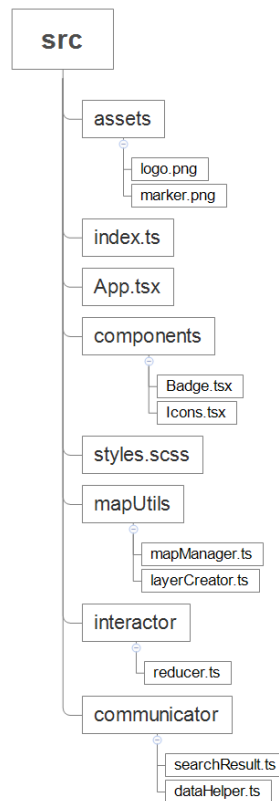 src
assets
logo.png
marker.png
index.ts
App.tsx
components
Badge.tsx
Icons.tsx
styles.scss
mapUtils
mapManager.ts
layerCreator.ts
interactor
reducer.ts
communicator
searchResult.ts
dataHelper.ts